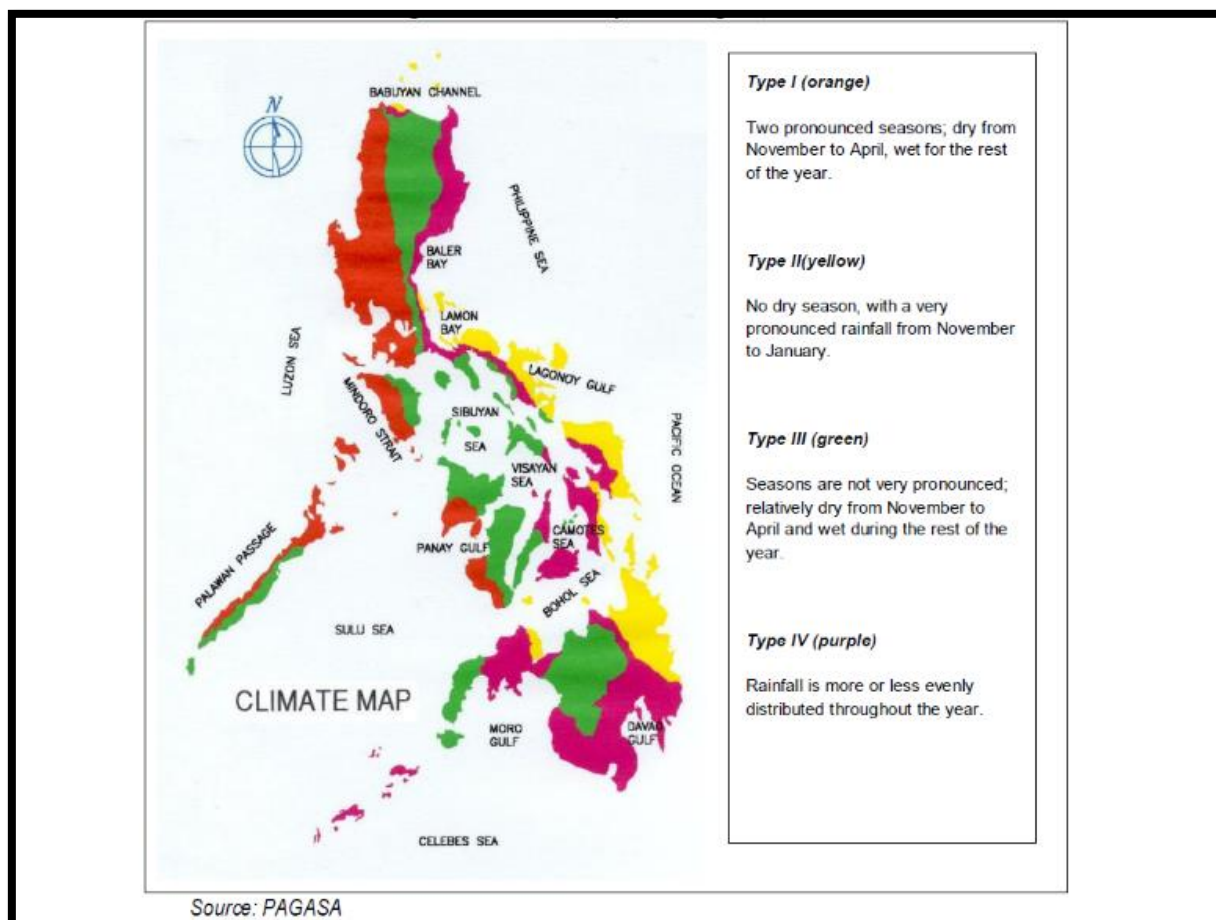 N
BABUYAN CHANNEL
PHILIPPINE SEA
BALER
BAY
LAMON
BAY
LUZON SEA
LAGONOY GULF
MINDORO STRAIT
SIBUYAN
SEA
PACIFIC OCEAN
VISAYAN
SEA
CAMOTES
SEA
PANAY GULF
PALAWAN PASSAGE
BOHOL SEA
SULU SEA
CLIMATE MAP
MORO
GULF
DAVAO
GULF
CELEBES SEA
Type I (orange)
Two pronounced seasons; dry from
November to April, wet for the rest
of the year.
Type II(yellow)
No dry season, with a very
pronounced rainfall from November
to January.
Type III (green)
Seasons are not very pronounced;
relatively dry from November to
April and wet during the rest of the
year.
Type IV (purple)
Rainfall is more or less evenly
distributed throughout the year.
Source: PAGASA